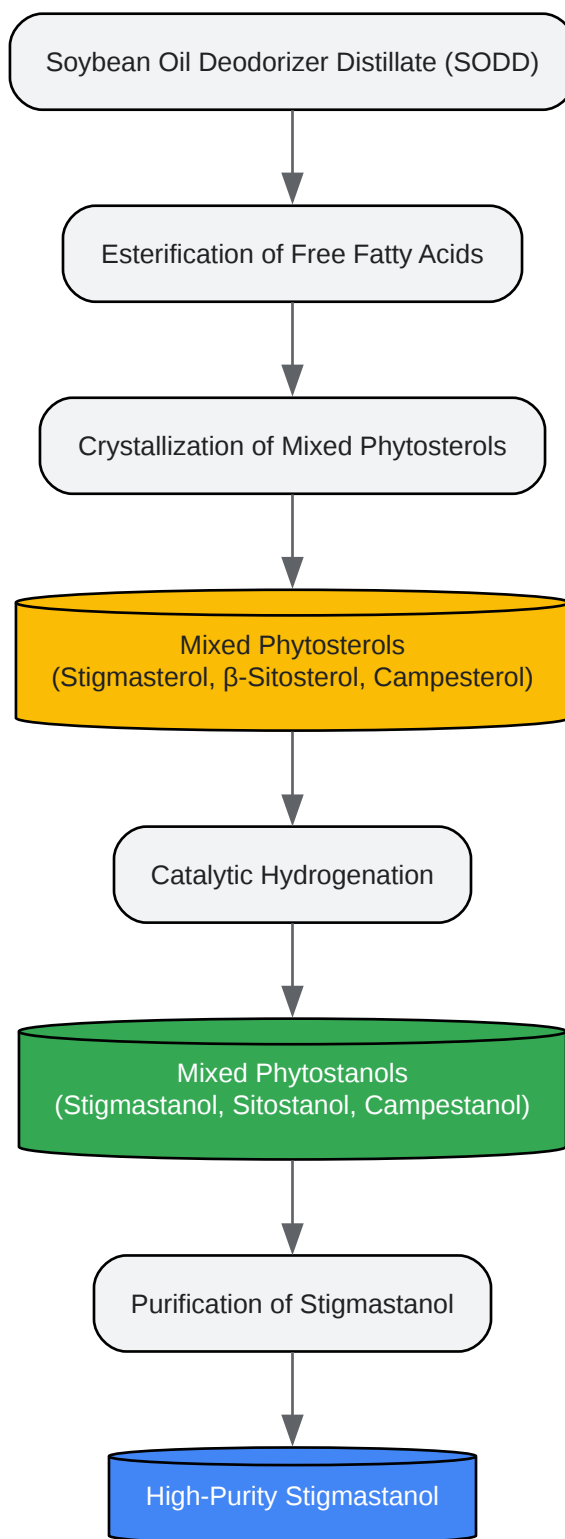 Soybean Oil Deodorizer Distillate (SODD)
Esterification of Free Fatty Acids
Crystallization of Mixed Phytosterols
Mixed Phytosterols
(Stigmasterol, β-Sitosterol, Campesterol)
Catalytic Hydrogenation
Mixed Phytostanols
(Stigmastanol, Sitostanol, Campestanol)
Purification of Stigmastanol
High-Purity Stigmastanol